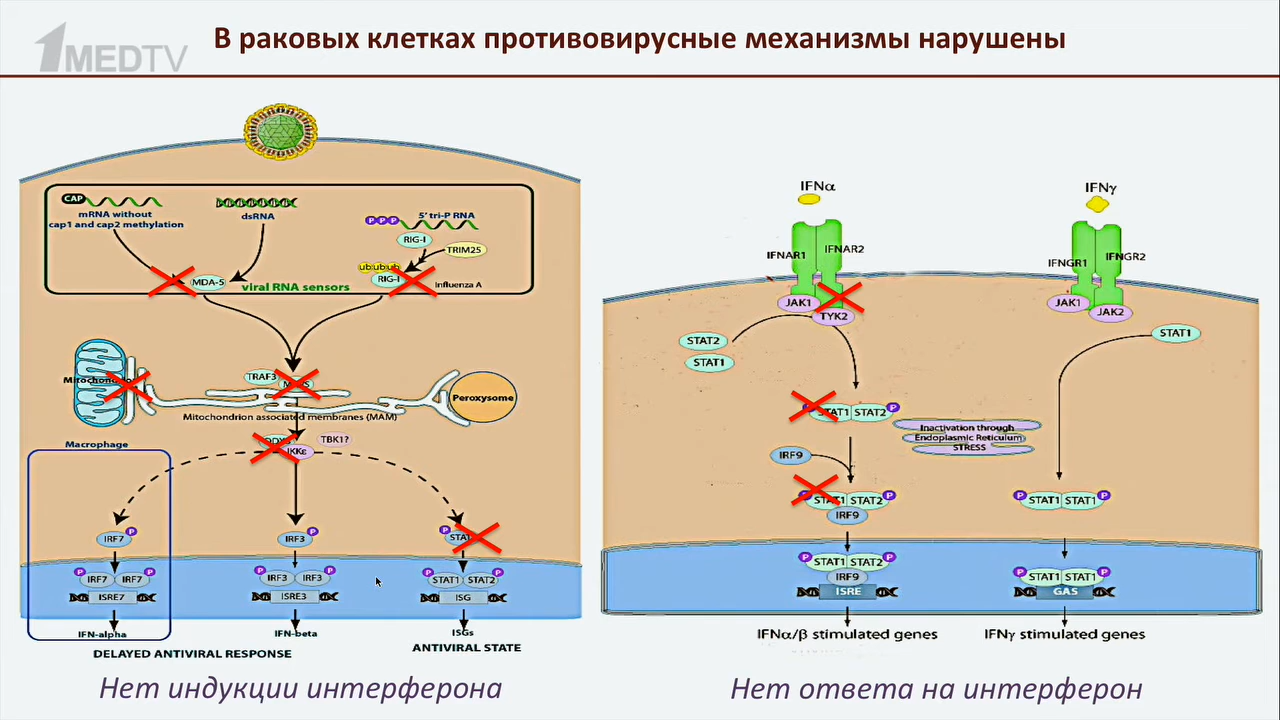 1MEDTV
В раковых клетках противовирусные механизмы нарушены
CAP
mRNA without
cap1 and cap2 methylation
dsRNA
P P P
5' tri-P RNA
RIG-I
TRIM25
ububub
RIG-I
Influenza A
MDA-5
viral RNA sensors
TRAF3
Peroxysome
Mitochondrion associated membranes (MAM)
TBK1?
IKKε
Macrophage
IRF7 P
IRF3 P
P
P IRF7 IRF7 P
ISRE7
P IRF3 IRF3 P
ISRE3
P STAT1 STAT2 P
ISG
IFN-alpha
IFN-beta
ISGs
DELAYED ANTIVIRAL RESPONSE
ANTIVIRAL STATE
Нет индукции интерферона
IFNα
IFNAR1
IFNAR2
JAK1
TYK2
STAT2
STAT1
STAT1 STAT2 P
IRF9
P STAT1 STAT2 P
IRF9
P STAT1 STAT2 P
IRF9
ISRE
IFNα/β stimulated genes
Inactivation through
Endoplasmic Reticulum
STRESS
IFNγ
IFNGR1
IFNGR2
JAK1
JAK2
STAT1
P STAT1 STAT1 P
P STAT1 STAT1 P
GAS
IFNγ stimulated genes
Нет ответа на интерферон